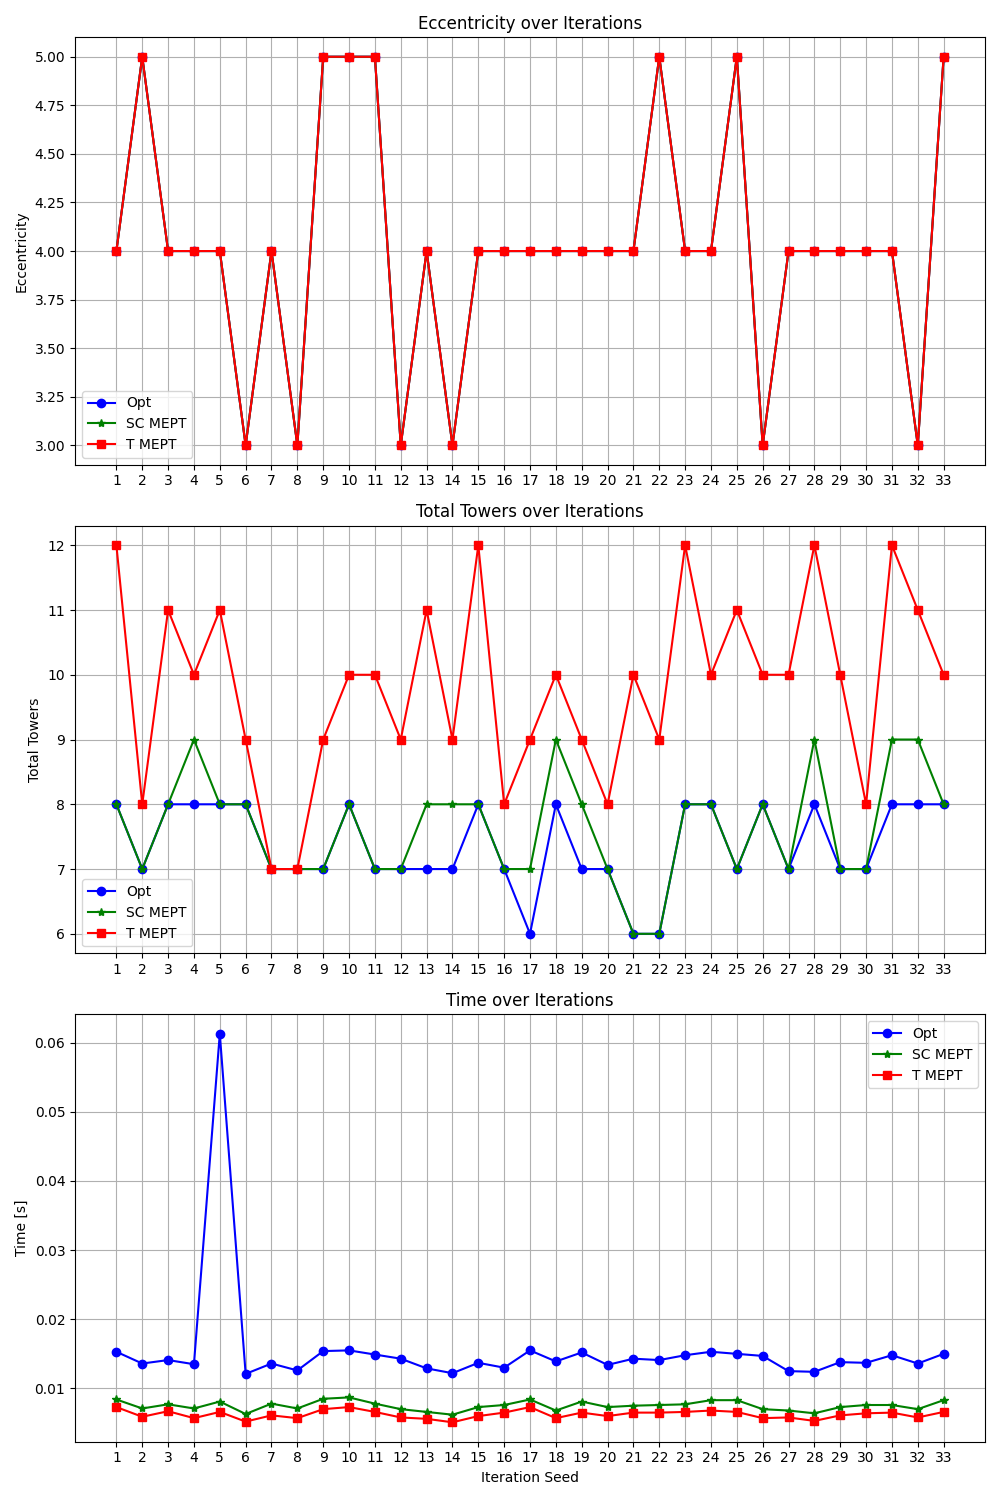 Eccentricity over Iterations
Eccentricity
5.00
4.75
4.50
4.25
4.00
3.75
3.50
3.25
3.00
Opt
SC MEPT
T MEPT
1 2 3 4 5 6 7 8 9 10 11 12 13 14 15 16 17 18 19 20 21 22 23 24 25 26 27 28 29 30 31 32 33
Total Towers over Iterations
Total Towers
12
11
10
9
8
7
6
Opt
SC MEPT
T MEPT
1 2 3 4 5 6 7 8 9 10 11 12 13 14 15 16 17 18 19 20 21 22 23 24 25 26 27 28 29 30 31 32 33
Time over Iterations
Time [s]
0.06
0.05
0.04
0.03
0.02
0.01
Opt
SC MEPT
T MEPT
1 2 3 4 5 6 7 8 9 10 11 12 13 14 15 16 17 18 19 20 21 22 23 24 25 26 27 28 29 30 31 32 33
Iteration Seed